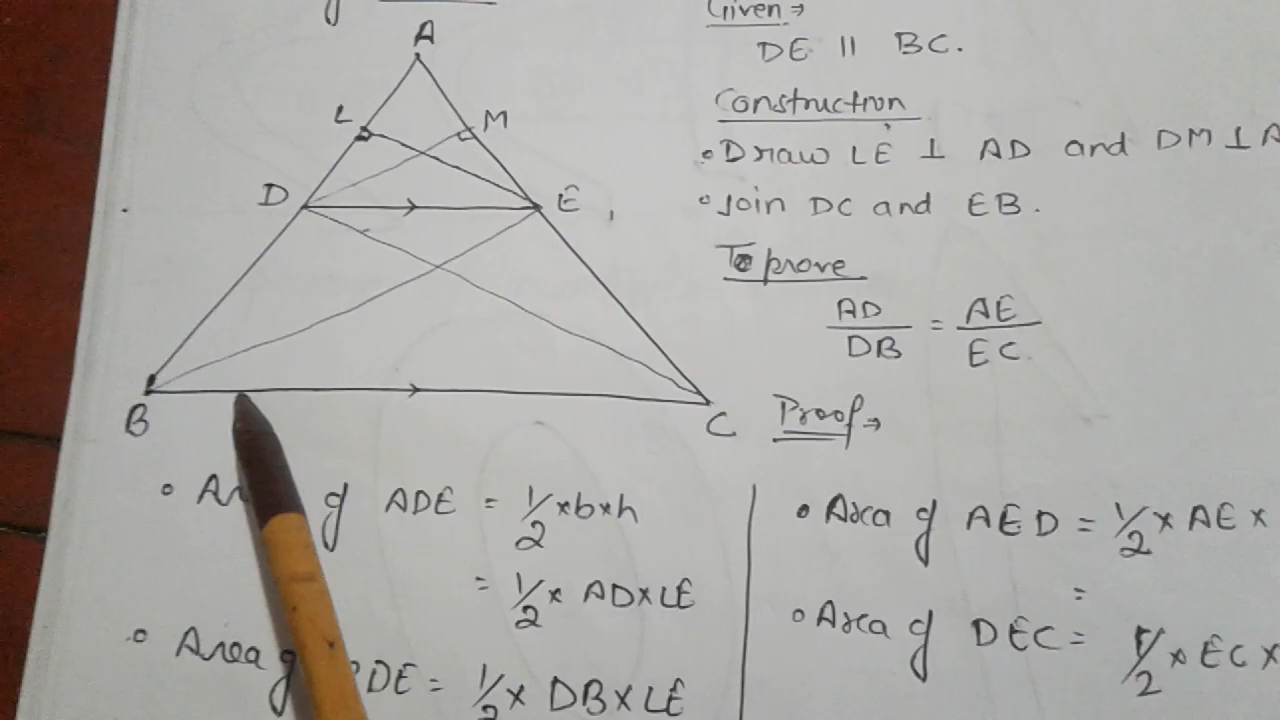 Given →
DE || BC.
Construction
• Draw LE ⊥ AD and DM ⊥ A
• Join DC and EB.
To prove
AD/DB = AE/EC.
Proof →
A
L
M
D
E
B
C
of ADE = 1/2 × b × h
= 1/2 × AD × LE
• Area of DE = 1/2 × DB × LE
• Area of AED = 1/2 × AE ×
=
• Area of DEC = 1/2 × EC ×